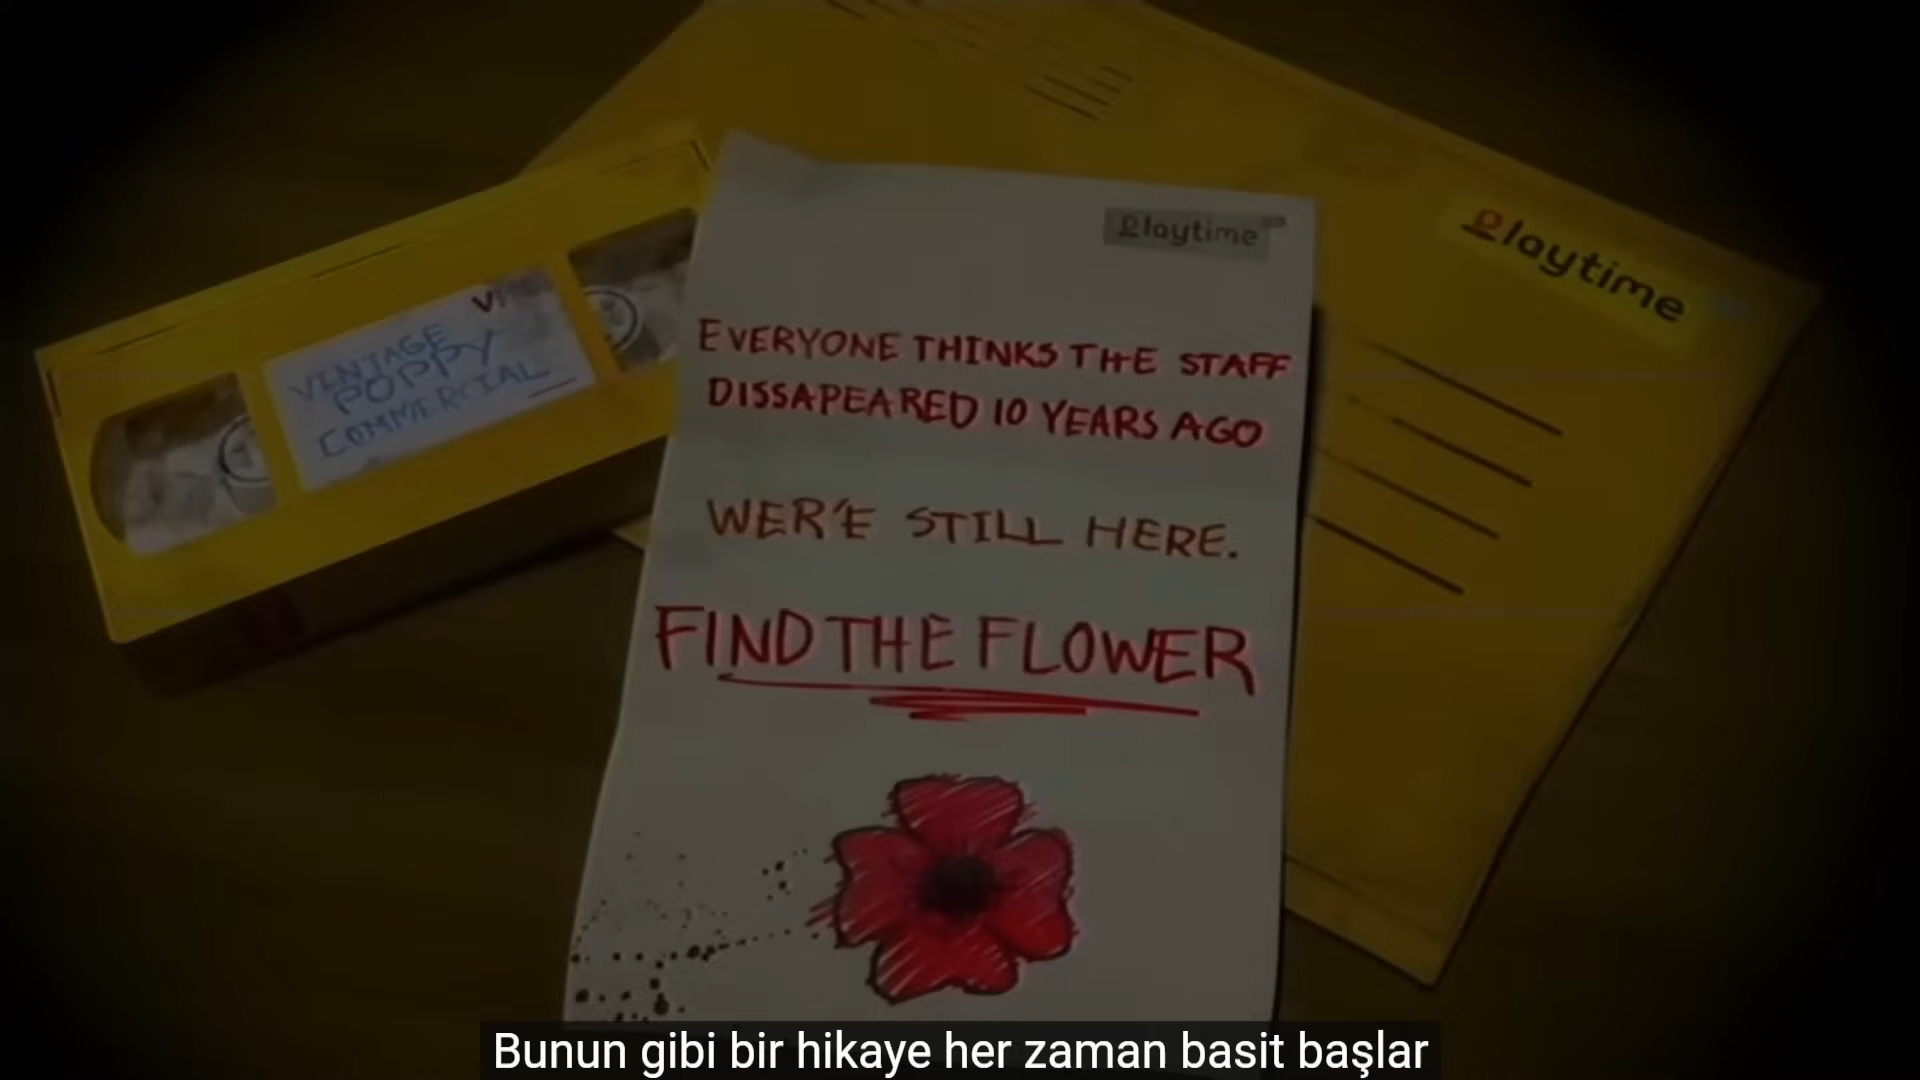 Playtime
Playtime
VHS
VINTAGE
POPPY
COMMERCIAL
EVERYONE THINKS THE STAFF
DISSAPEARED 10 YEARS AGO
WER'E STILL HERE.
FIND THE FLOWER
Bunun gibi bir hikaye her zaman basit başlar